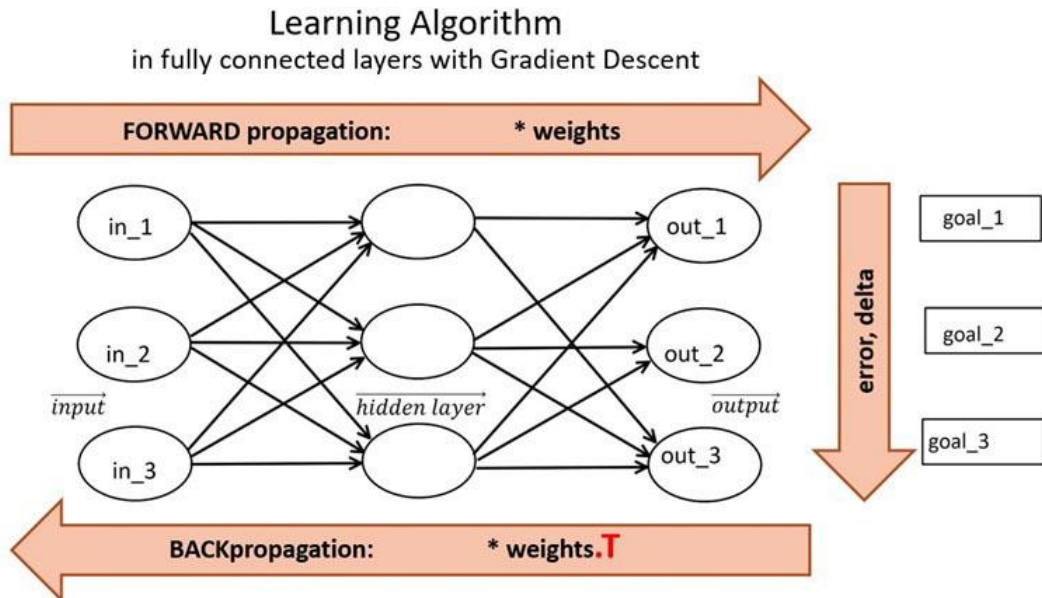 Learning Algorithm
in fully connected layers with Gradient Descent
FORWARD propagation: * weights
in_1
out_1
goal_1
in_2
out_2
goal_2
error, delta
input
hidden layer
output
in_3
out_3
goal_3
BACKpropagation: * weights.T